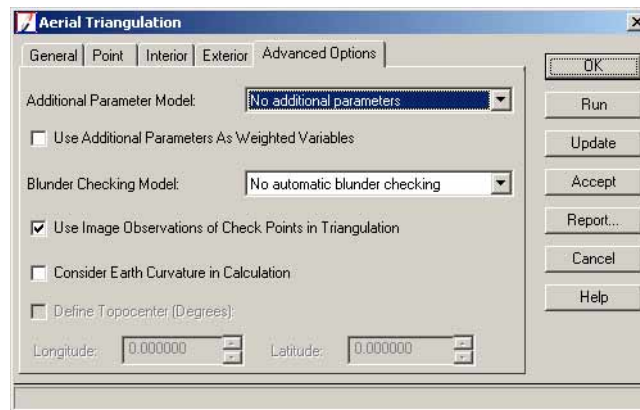 Aerial Triangulation
General Point Interior Exterior Advanced Options
Additional Parameter Model: No additional parameters
Use Additional Parameters As Weighted Variables
Blunder Checking Model: No automatic blunder checking
Use Image Observations of Check Points in Triangulation
Consider Earth Curvature in Calculation
Define Topocenter (Degrees):
Longitude: 0.000000 Latitude: 0.000000
OK
Run
Update
Accept
Report...
Cancel
Help